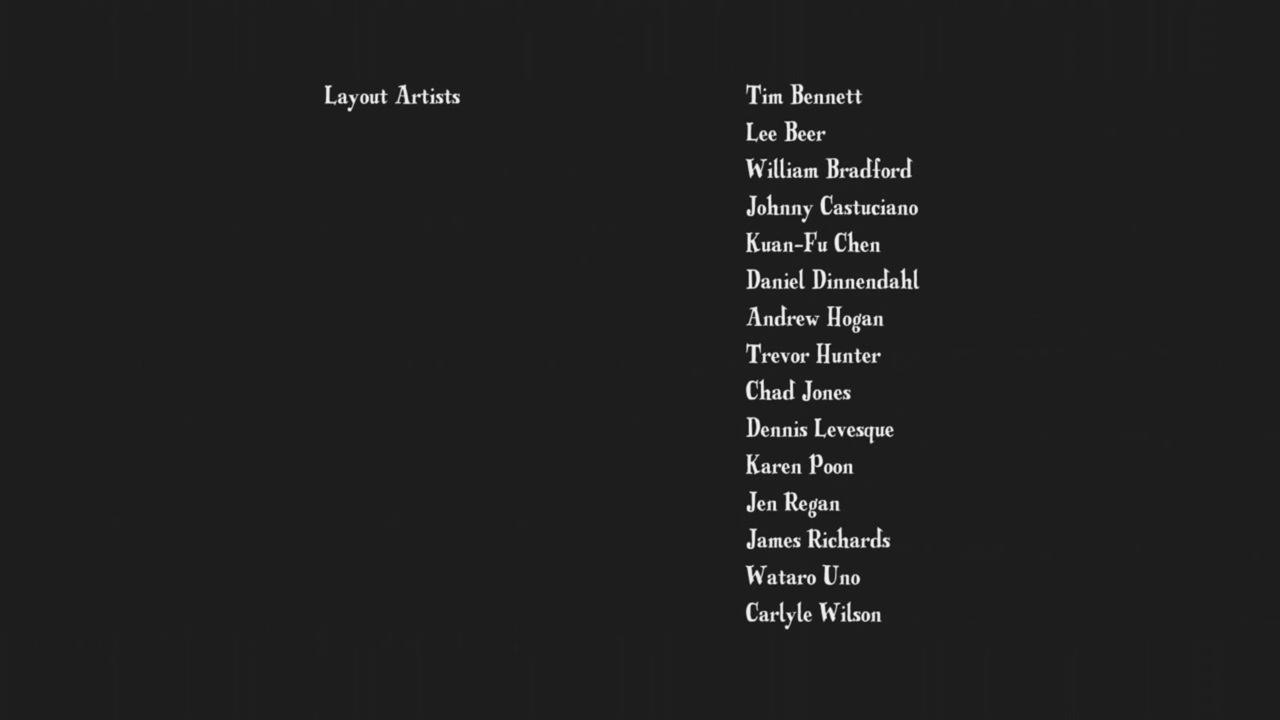 Layout Artists
Tim Bennett
Lee Beer
William Bradford
Johnny Castuciano
Kuan-Fu Chen
Daniel Dinnendahl
Andrew Hogan
Trevor Hunter
Chad Jones
Dennis Levesque
Karen Poon
Jen Regan
James Richards
Wataro Uno
Carlyle Wilson